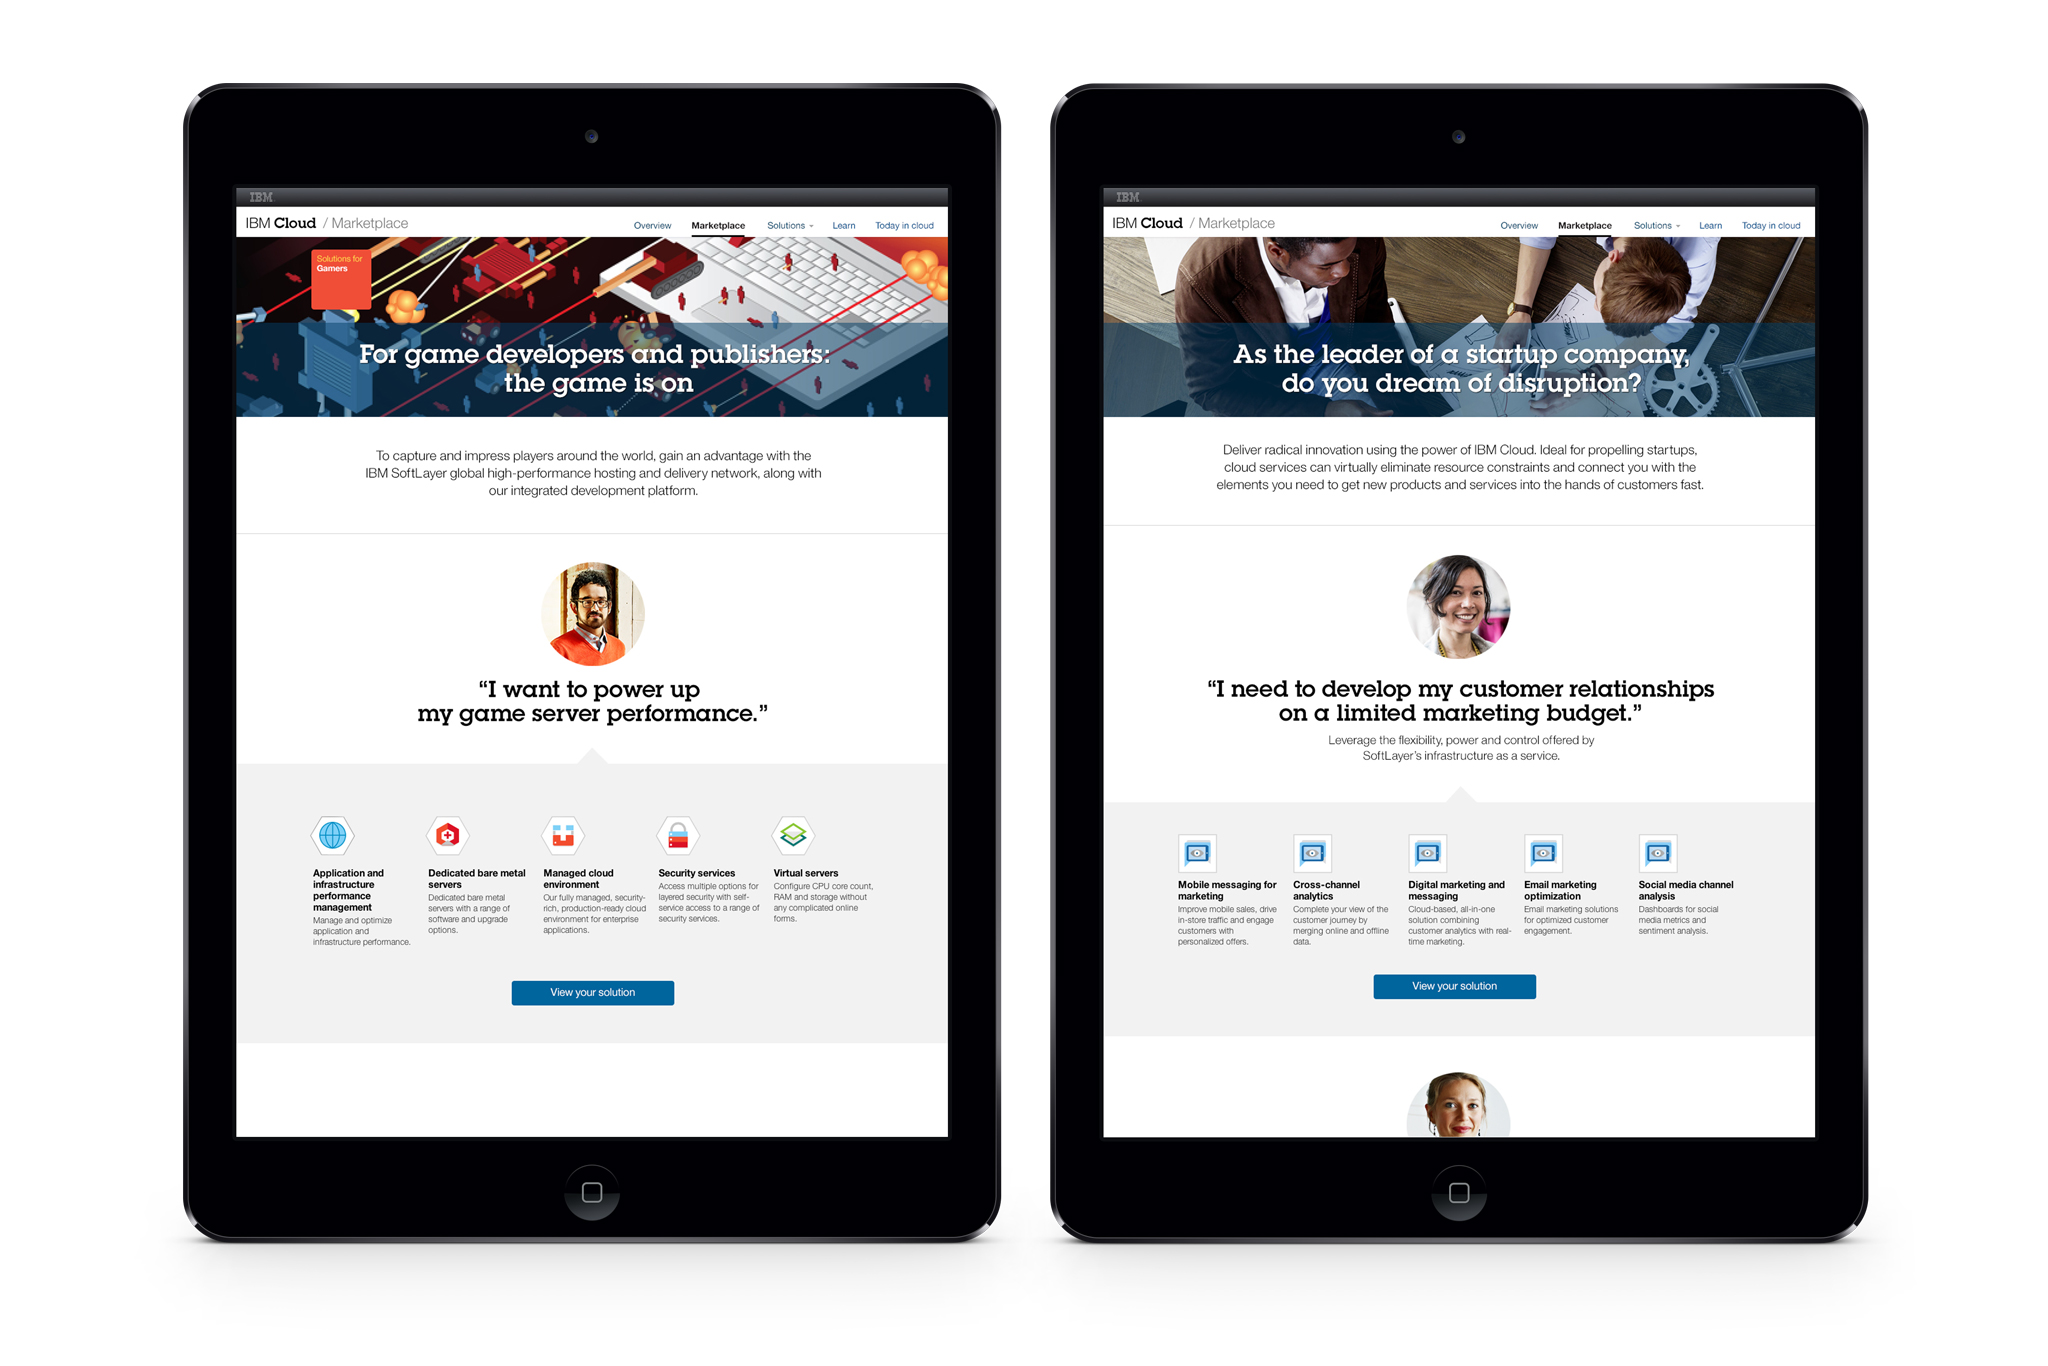 IBM
IBM Cloud / Marketplace
Overview Marketplace Solutions Learn Today in cloud
Solutions for
Gamers
For game developers and publishers:
the game is on
To capture and impress players around the world, gain an advantage with the
IBM SoftLayer global high-performance hosting and delivery network, along with
our integrated development platform.
“I want to power up
my game server performance.”
Application and
infrastructure
performance
management
Manage and optimize
application and
infrastructure performance.
Dedicated bare metal
servers
Dedicated bare metal
servers with a range of
software and upgrade
options.
Managed cloud
environment
Our fully managed, security-
rich, production-ready cloud
environment for enterprise
applications.
Security services
Access multiple options for
layered security with self-
service access to a range of
security services.
Virtual servers
Configure CPU core count,
RAM and storage without
any complicated online
forms.
View your solution
IBM
IBM Cloud / Marketplace
Overview Marketplace Solutions Learn Today in cloud
As the leader of a startup company,
do you dream of disruption?
Deliver radical innovation using the power of IBM Cloud. Ideal for propelling startups,
cloud services can virtually eliminate resource constraints and connect you with the
elements you need to get new products and services into the hands of customers fast.
“I need to develop my customer relationships
on a limited marketing budget.”
Leverage the flexibility, power and control offered by
SoftLayer’s infrastructure as a service.
Mobile messaging for
marketing
Improve mobile sales, drive
in-store traffic and engage
customers with
personalized offers.
Cross-channel
analytics
Complete your view of the
customer journey by
merging online and offline
data.
Digital marketing and
messaging
Cloud-based, all-in-one
solution combining
customer analytics with real-
time marketing.
Email marketing
optimization
Email marketing solutions
for optimized customer
engagement.
Social media channel
analysis
Dashboards for social
media metrics and
sentiment analysis.
View your solution